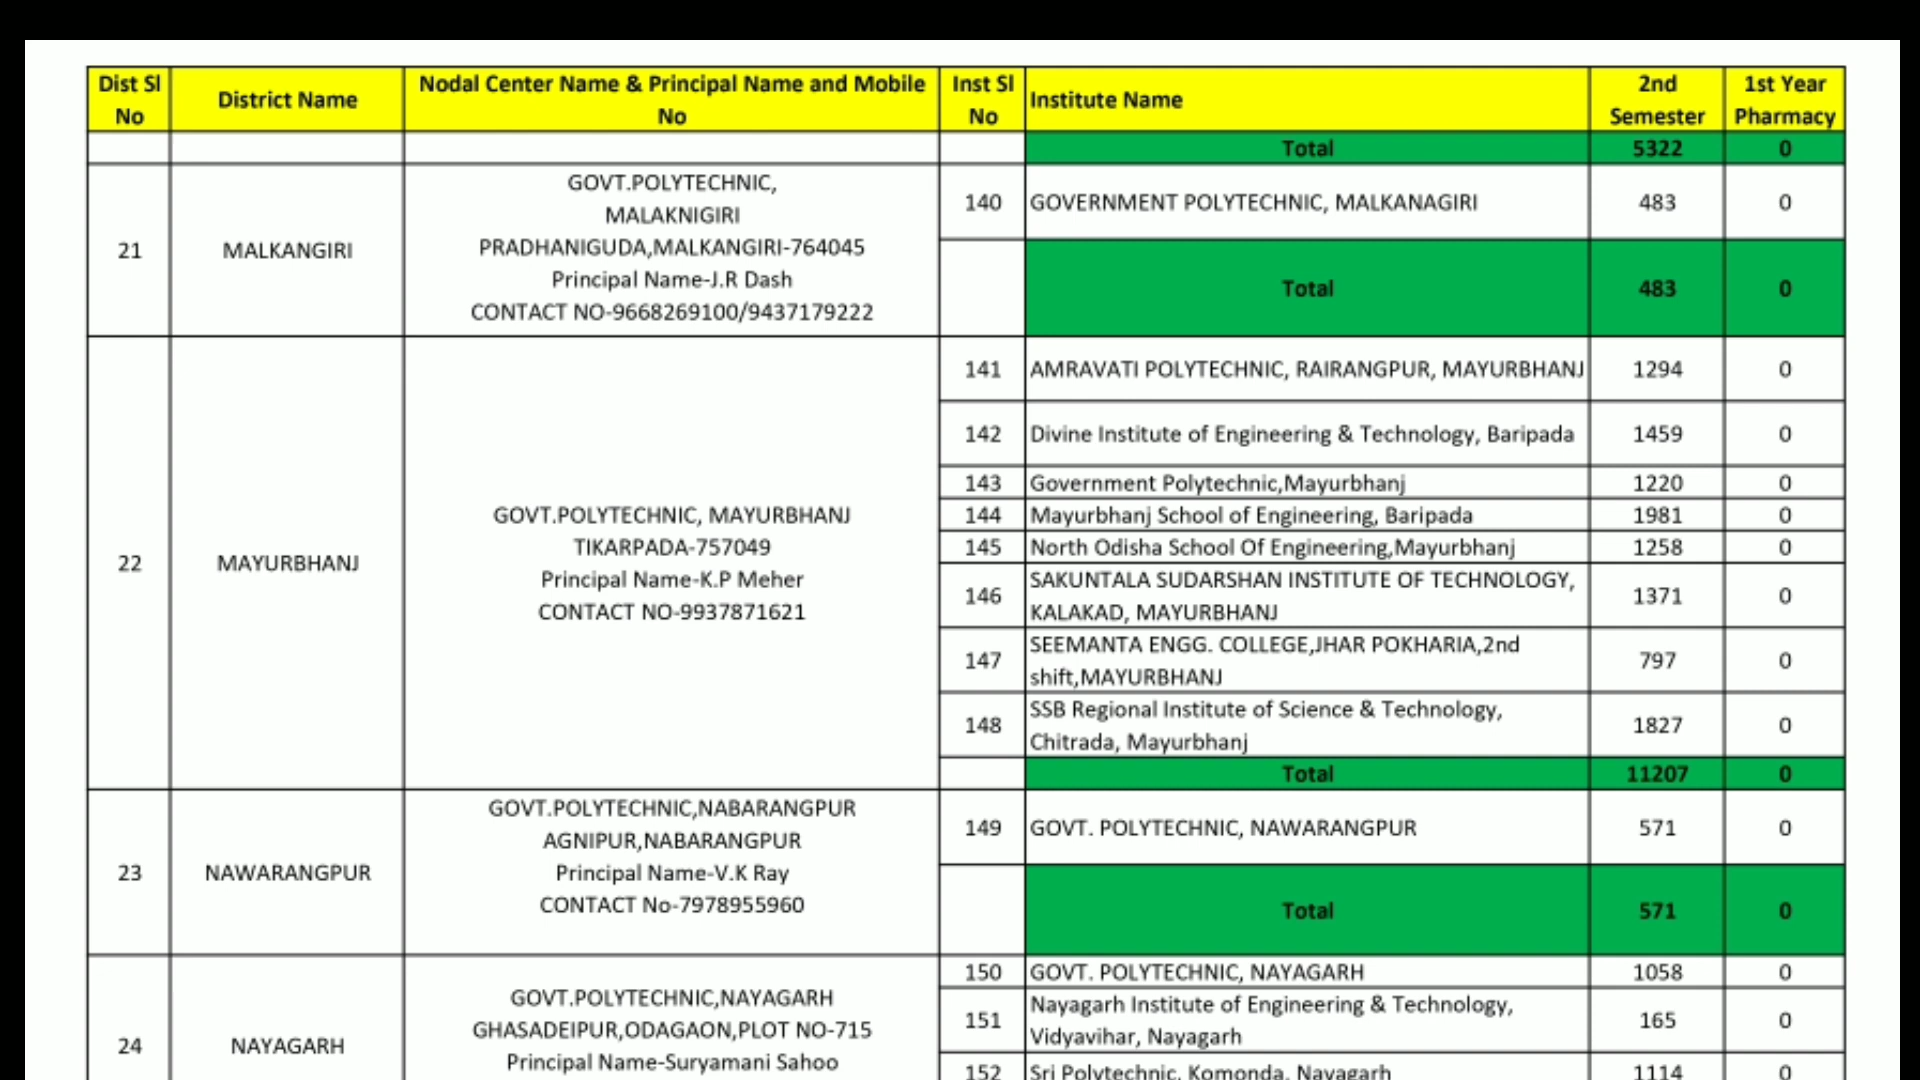 Dist Sl No District Name Nodal Center Name & Principal Name and Mobile No Inst Sl No Institute Name 2nd Semester 1st Year Pharmacy
Total 5322 0
21 MALKANGIRI
GOVT.POLYTECHNIC,
MALAKNIGIRI
PRADHANIGUDA,MALKANGIRI-764045
Principal Name-J.R Dash
CONTACT NO-9668269100/9437179222
140 GOVERNMENT POLYTECHNIC, MALKANAGIRI 483 0
Total 483 0
22 MAYURBHANJ
GOVT.POLYTECHNIC, MAYURBHANJ
TIKARPADA-757049
Principal Name-K.P Meher
CONTACT NO-9937871621
141 AMRAVATI POLYTECHNIC, RAIRANGPUR, MAYURBHANJ 1294 0
142 Divine Institute of Engineering & Technology, Baripada 1459 0
143 Government Polytechnic,Mayurbhanj 1220 0
144 Mayurbhanj School of Engineering, Baripada 1981 0
145 North Odisha School Of Engineering,Mayurbhanj 1258 0
146 SAKUNTALA SUDARSHAN INSTITUTE OF TECHNOLOGY,
KALAKAD, MAYURBHANJ 1371 0
147 SEEMANTA ENGG. COLLEGE,JHAR POKHARIA,2nd
shift,MAYURBHANJ 797 0
148 SSB Regional Institute of Science & Technology,
Chitrada, Mayurbhanj 1827 0
Total 11207 0
23 NAWARANGPUR
GOVT.POLYTECHNIC,NABARANGPUR
AGNIPUR,NABARANGPUR
Principal Name-V.K Ray
CONTACT No-7978955960
149 GOVT. POLYTECHNIC, NAWARANGPUR 571 0
Total 571 0
24 NAYAGARH
GOVT.POLYTECHNIC,NAYAGARH
GHASADEIPUR,ODAGAON,PLOT NO-715
Principal Name-Suryamani Sahoo
150 GOVT. POLYTECHNIC, NAYAGARH 1058 0
151 Nayagarh Institute of Engineering & Technology,
Vidyavihar, Nayagarh 165 0
152 Sri Polytechnic, Komonda, Nayagarh 1114 0